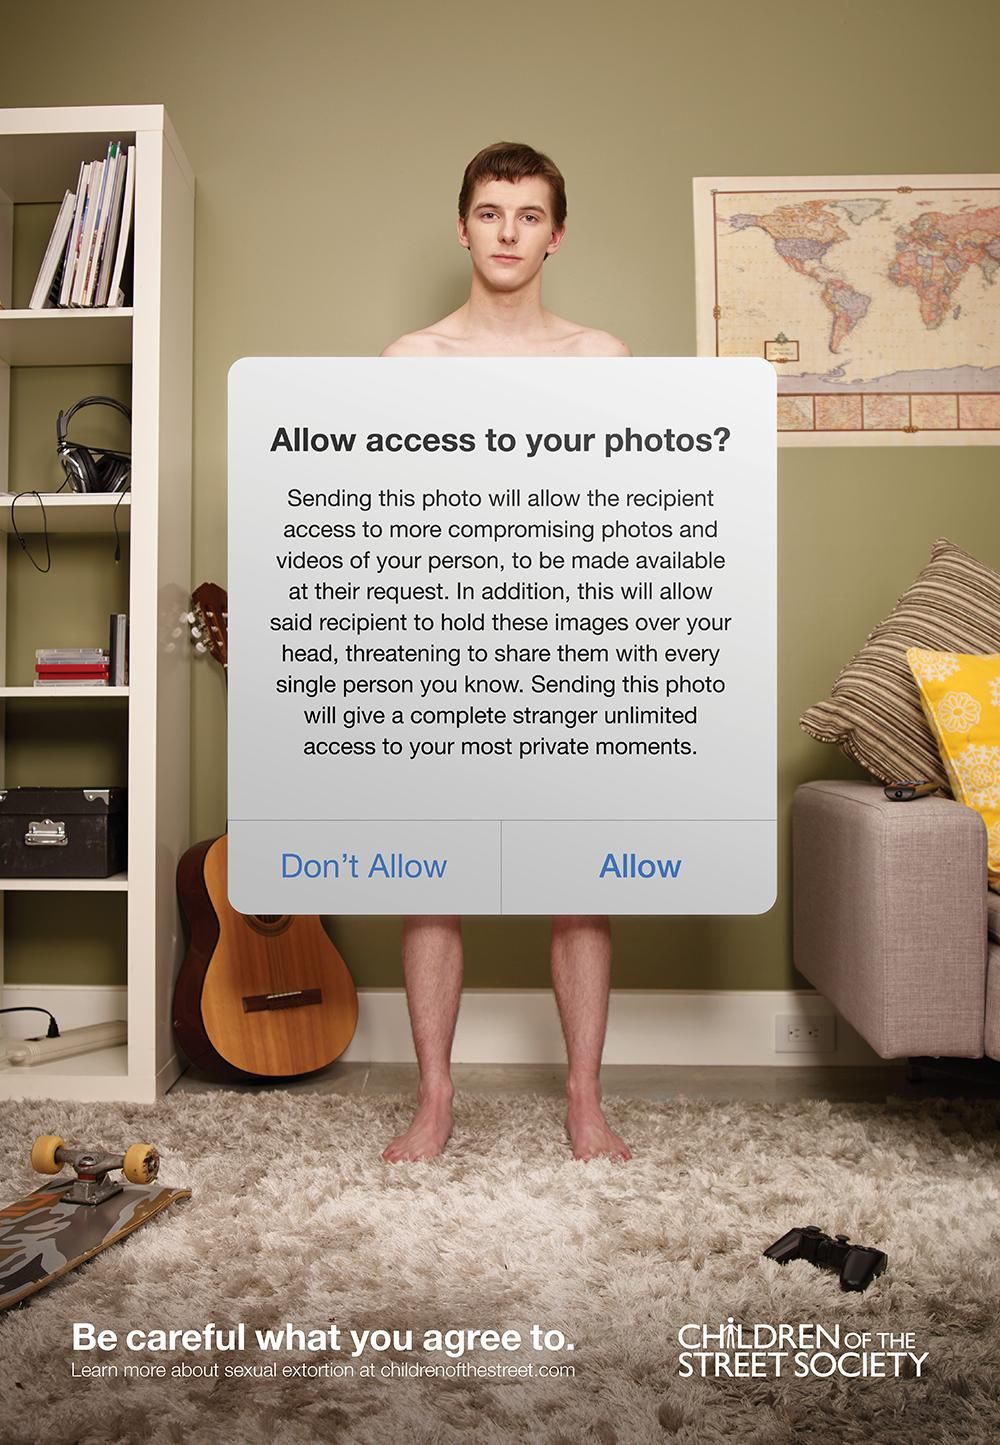 Allow access to your photos?
Sending this photo will allow the recipient
access to more compromising photos and
videos of your person, to be made available
at their request. In addition, this will allow
said recipient to hold these images over your
head, threatening to share them with every
single person you know. Sending this photo
will give a complete stranger unlimited
access to your most private moments.
Don’t Allow
Allow
Be careful what you agree to.
Learn more about sexual extortion at childrenofthestreet.com
CHILDREN OF THE
STREET SOCIETY